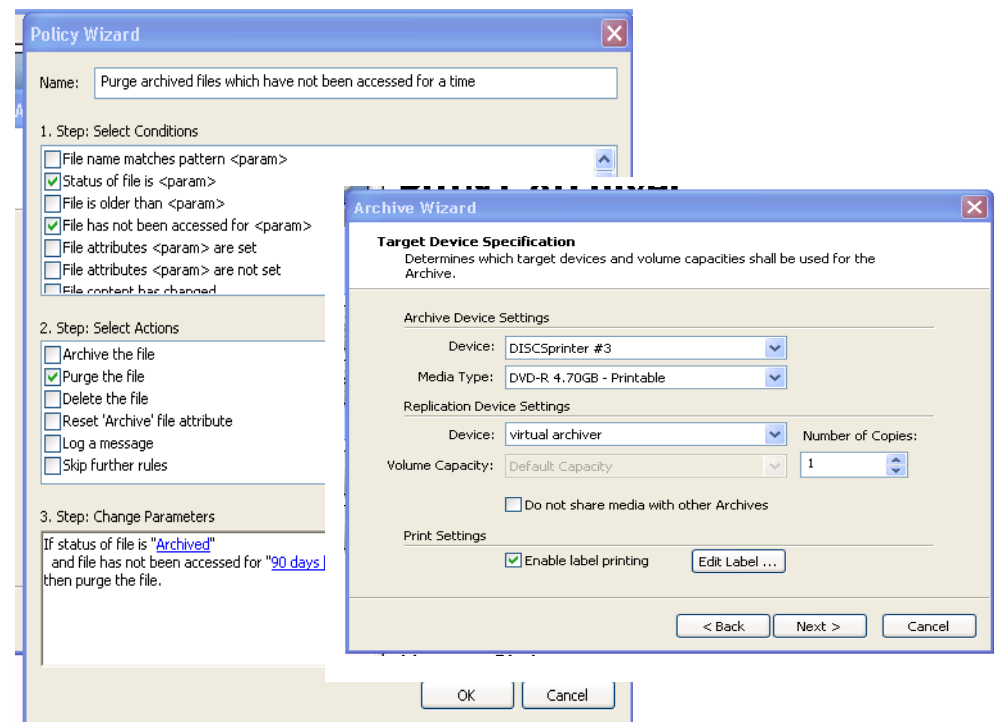 Policy Wizard
Name: Purge archived files which have not been accessed for a time
1. Step: Select Conditions
File name matches pattern <param>
Status of file is <param>
File is older than <param>
File has not been accessed for <param>
File attributes <param> are set
File attributes <param> are not set
File content has changed
2. Step: Select Actions
Archive the file
Purge the file
Delete the file
Reset 'Archive' file attribute
Log a message
Skip further rules
3. Step: Change Parameters
If status of file is "Archived"
and file has not been accessed for "90 days
then purge the file.
OK Cancel
Archive Wizard
Target Device Specification
Determines which target devices and volume capacities shall be used for the
Archive.
Archive Device Settings
Device: DISCSprinter #3
Media Type: DVD-R 4.70GB - Printable
Replication Device Settings
Device: virtual archiver Number of Copies:
Volume Capacity: Default Capacity 1
Do not share media with other Archives
Print Settings
Enable label printing Edit Label ...
< Back Next > Cancel